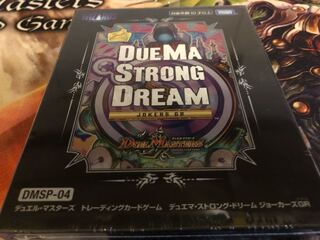 DUEMA
STRONG
DREAM
JOKERS GR
DUEL MASTERS
DMSP-04
デュエル・マスターズ トレーディングカードゲーム デュエマ・ストロング・ドリーム ジョーカーズGR